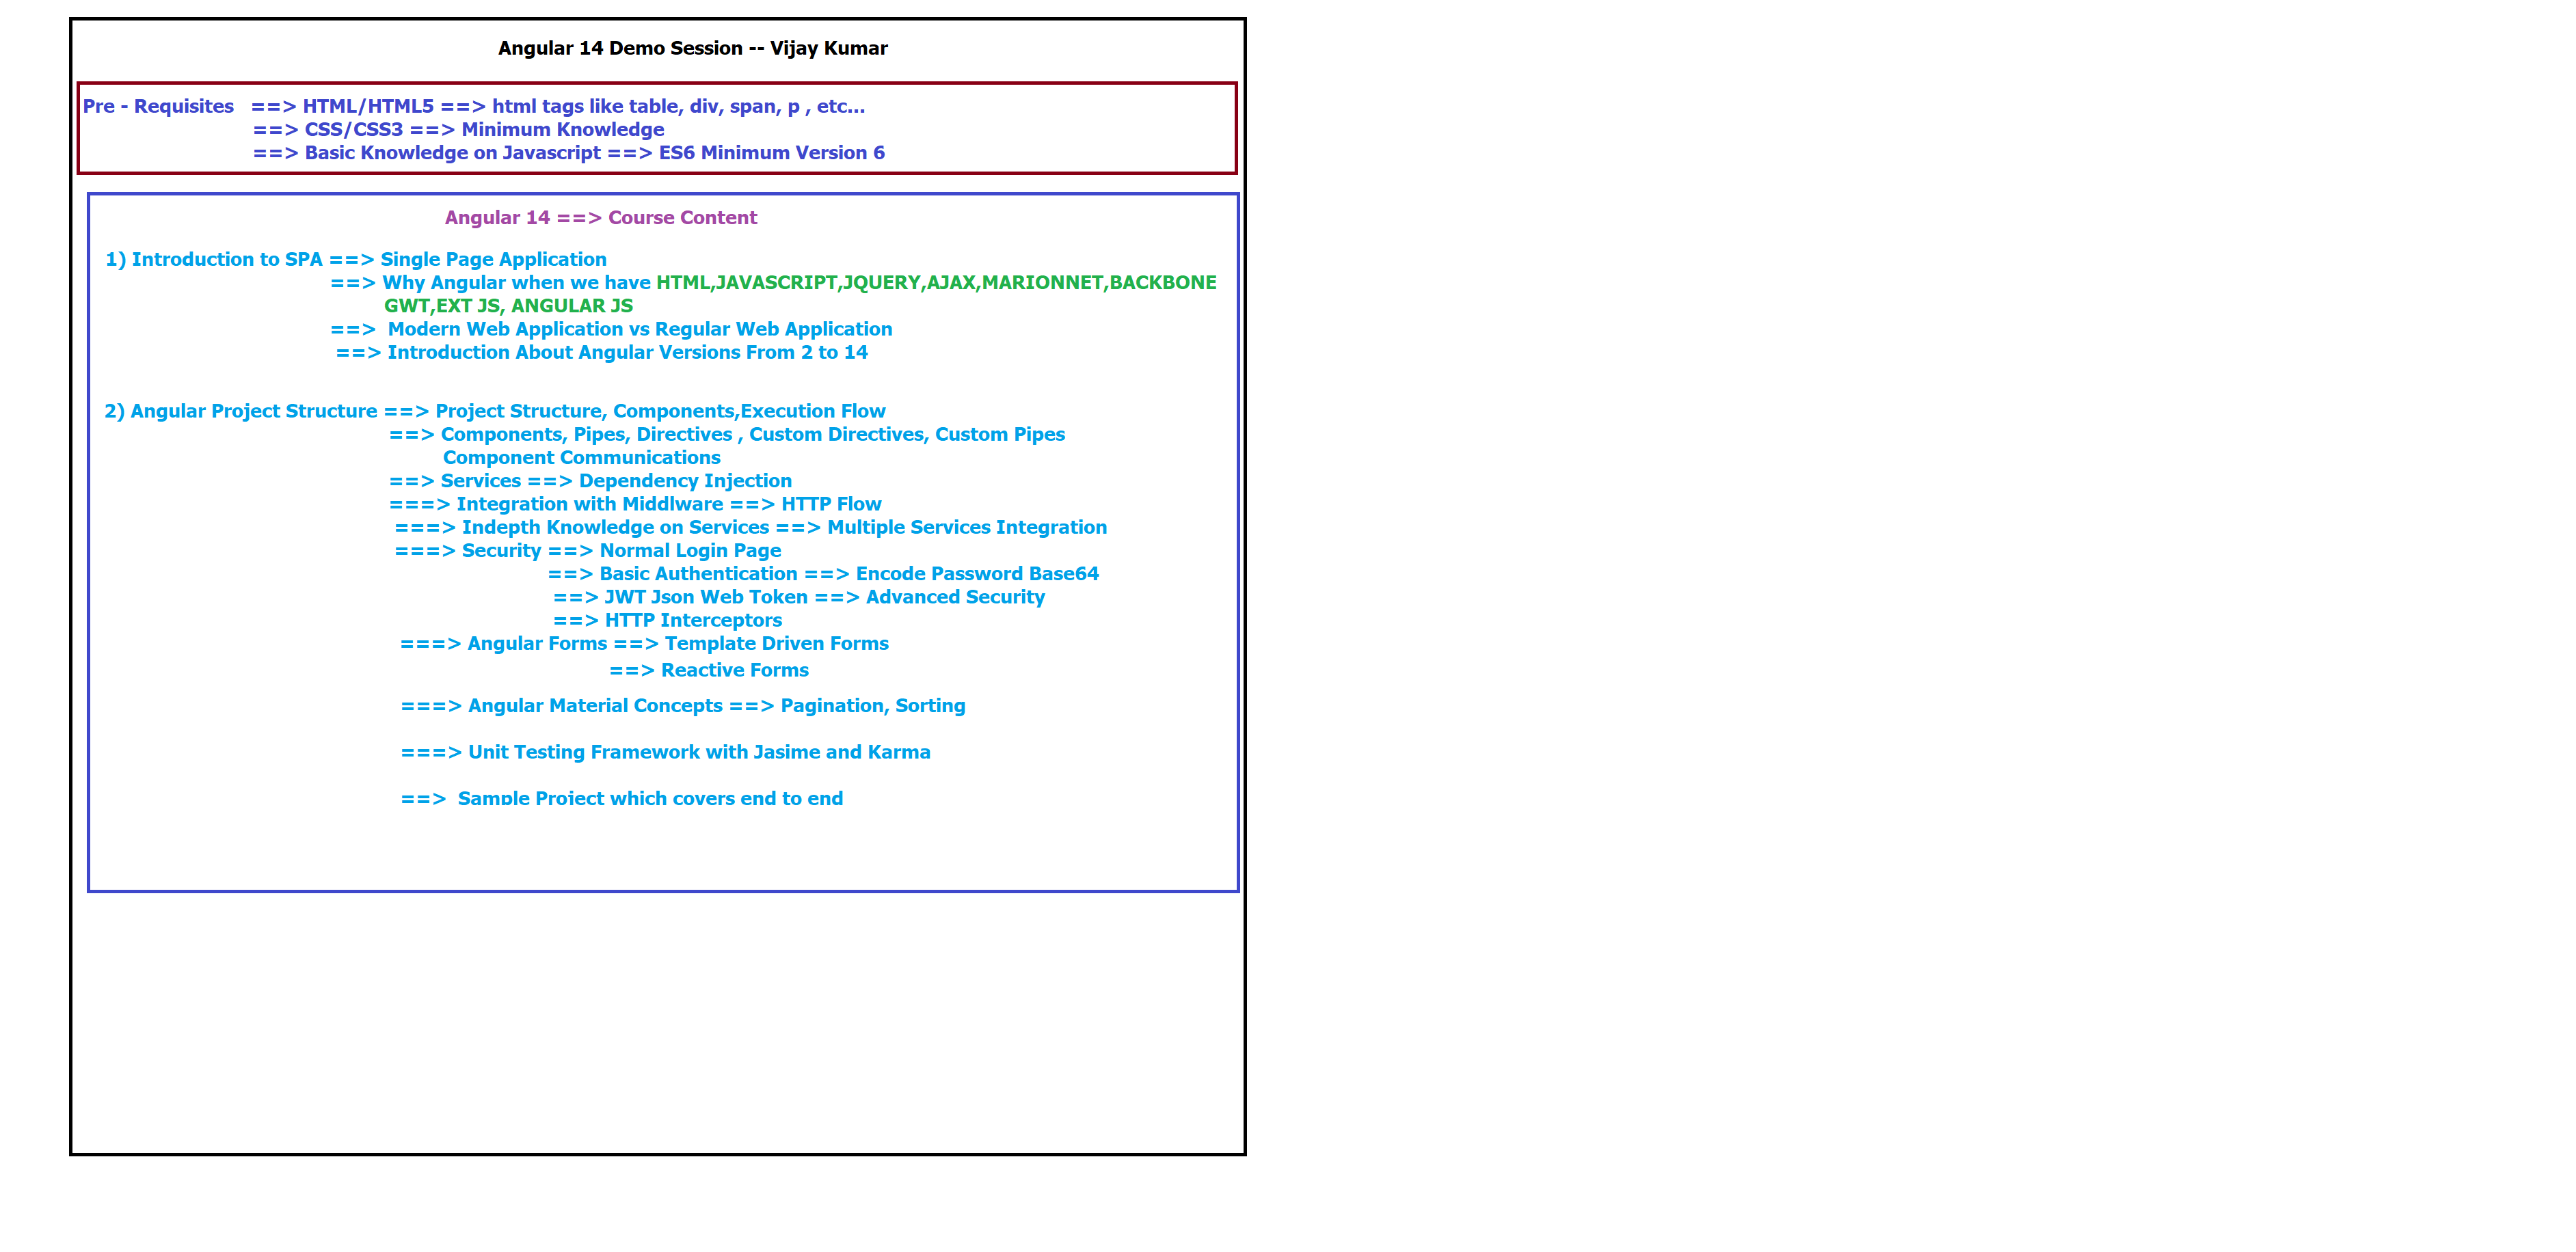 Angular 14 Demo Session -- Vijay Kumar
Pre - Requisites ==> HTML/HTML5 ==> html tags like table, div, span, p , etc...
==> CSS/CSS3 ==> Minimum Knowledge
==> Basic Knowledge on Javascript ==> ES6 Minimum Version 6
Angular 14 ==> Course Content
1) Introduction to SPA ==> Single Page Application
==> Why Angular when we have HTML,JAVASCRIPT,JQUERY,AJAX,MARIONNET,BACKBONE
GWT,EXT JS, ANGULAR JS
==> Modern Web Application vs Regular Web Application
==> Introduction About Angular Versions From 2 to 14
2) Angular Project Structure ==> Project Structure, Components,Execution Flow
==> Components, Pipes, Directives , Custom Directives, Custom Pipes
Component Communications
==> Services ==> Dependency Injection
===> Integration with Middlware ==> HTTP Flow
===> Indepth Knowledge on Services ==> Multiple Services Integration
===> Security ==> Normal Login Page
==> Basic Authentication ==> Encode Password Base64
==> JWT Json Web Token ==> Advanced Security
==> HTTP Interceptors
===> Angular Forms ==> Template Driven Forms
==> Reactive Forms
===> Angular Material Concepts ==> Pagination, Sorting
===> Unit Testing Framework with Jasime and Karma
==> Sample Project which covers end to end